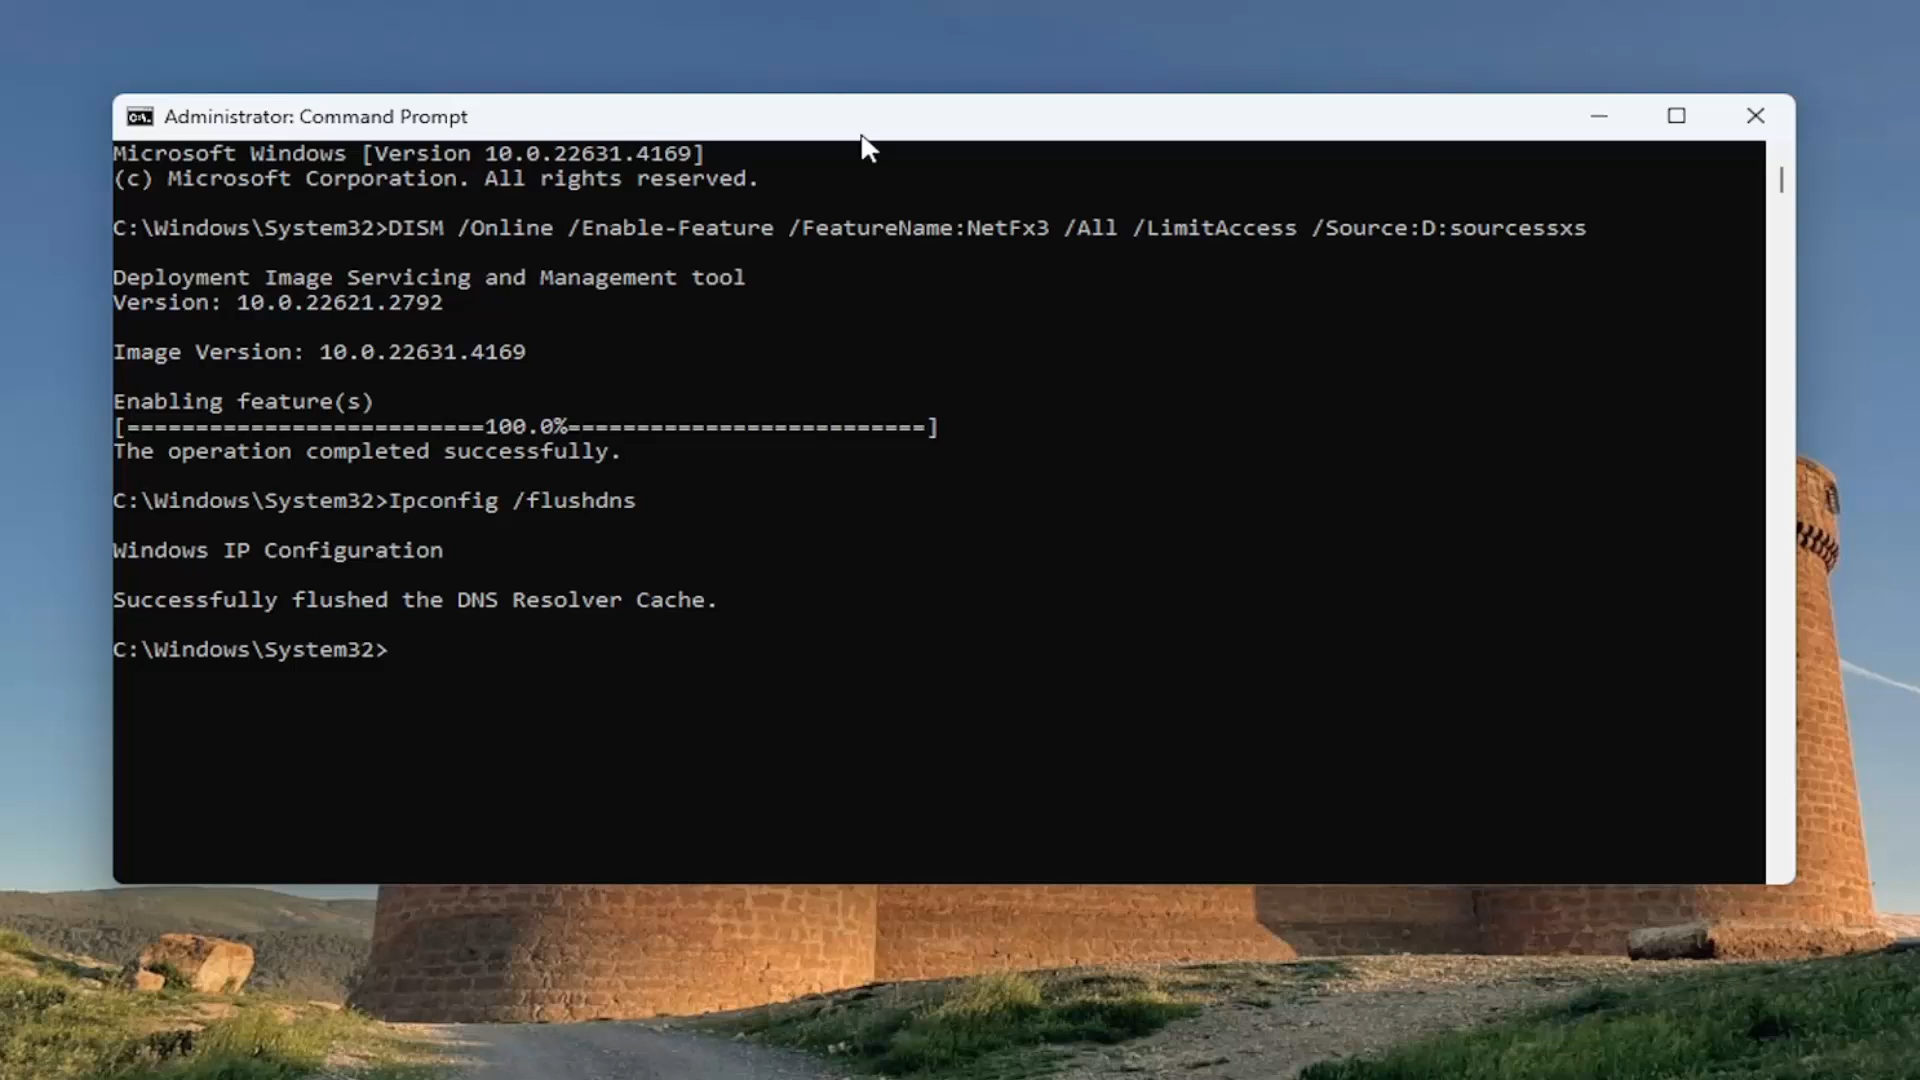 Administrator: Command Prompt
Microsoft Windows [Version 10.0.22631.4169]
(c) Microsoft Corporation. All rights reserved.
C:\Windows\System32>DISM /Online /Enable-Feature /FeatureName:NetFx3 /All /LimitAccess /Source:D:sourcessxs
Deployment Image Servicing and Management tool
Version: 10.0.22621.2792
Image Version: 10.0.22631.4169
Enabling feature(s)
[==========================100.0%==========================]
The operation completed successfully.
C:\Windows\System32>Ipconfig /flushdns
Windows IP Configuration
Successfully flushed the DNS Resolver Cache.
C:\Windows\System32>